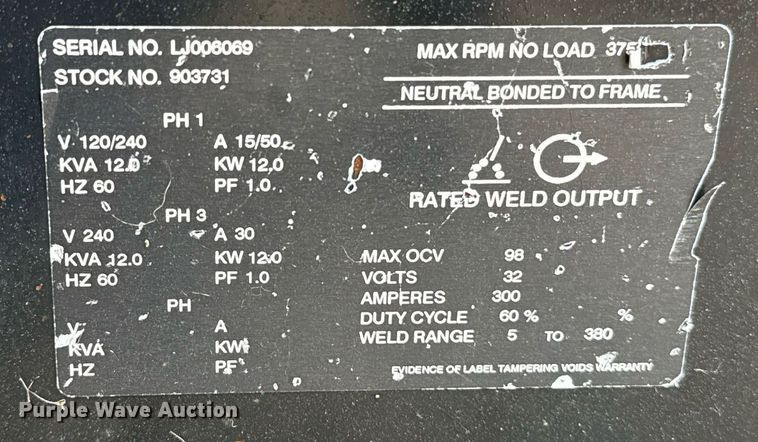 SERIAL NO. LJ006069
STOCK NO. 903731
PH 1
V 120/240 A 15/50
KVA 12.0 KW 12.0
HZ 60 PF 1.0
PH 3
V 240 A 30
KVA 12.0 KW 12.0
HZ 60 PF 1.0
PH
V A
KVA KW
HZ PF
MAX RPM NO LOAD 375
NEUTRAL BONDED TO FRAME
RATED WELD OUTPUT
MAX OCV 98
VOLTS 32
AMPERES 300
DUTY CYCLE 60 % %
WELD RANGE 5 TO 380
EVIDENCE OF LABEL TAMPERING VOIDS WARRANTY
Purple Wave Auction